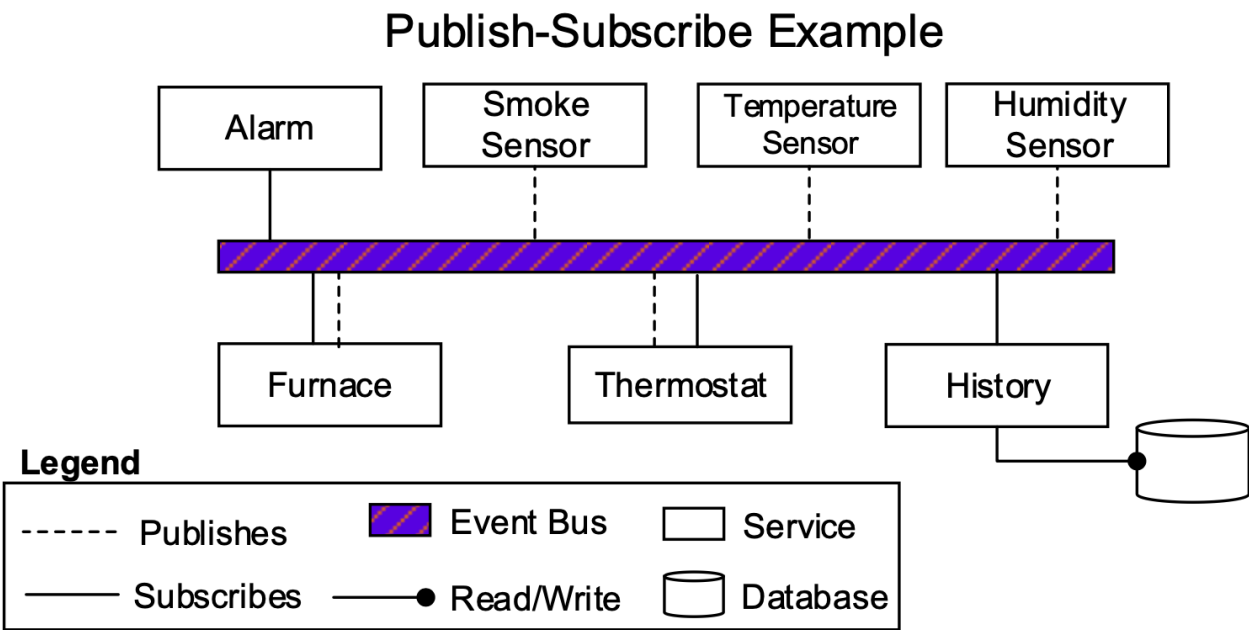 Publish-Subscribe Example
Alarm
Smoke
Sensor
Temperature
Sensor
Humidity
Sensor
Furnace
Thermostat
History
Legend
Publishes
Event Bus
Service
Subscribes
Read/Write
Database